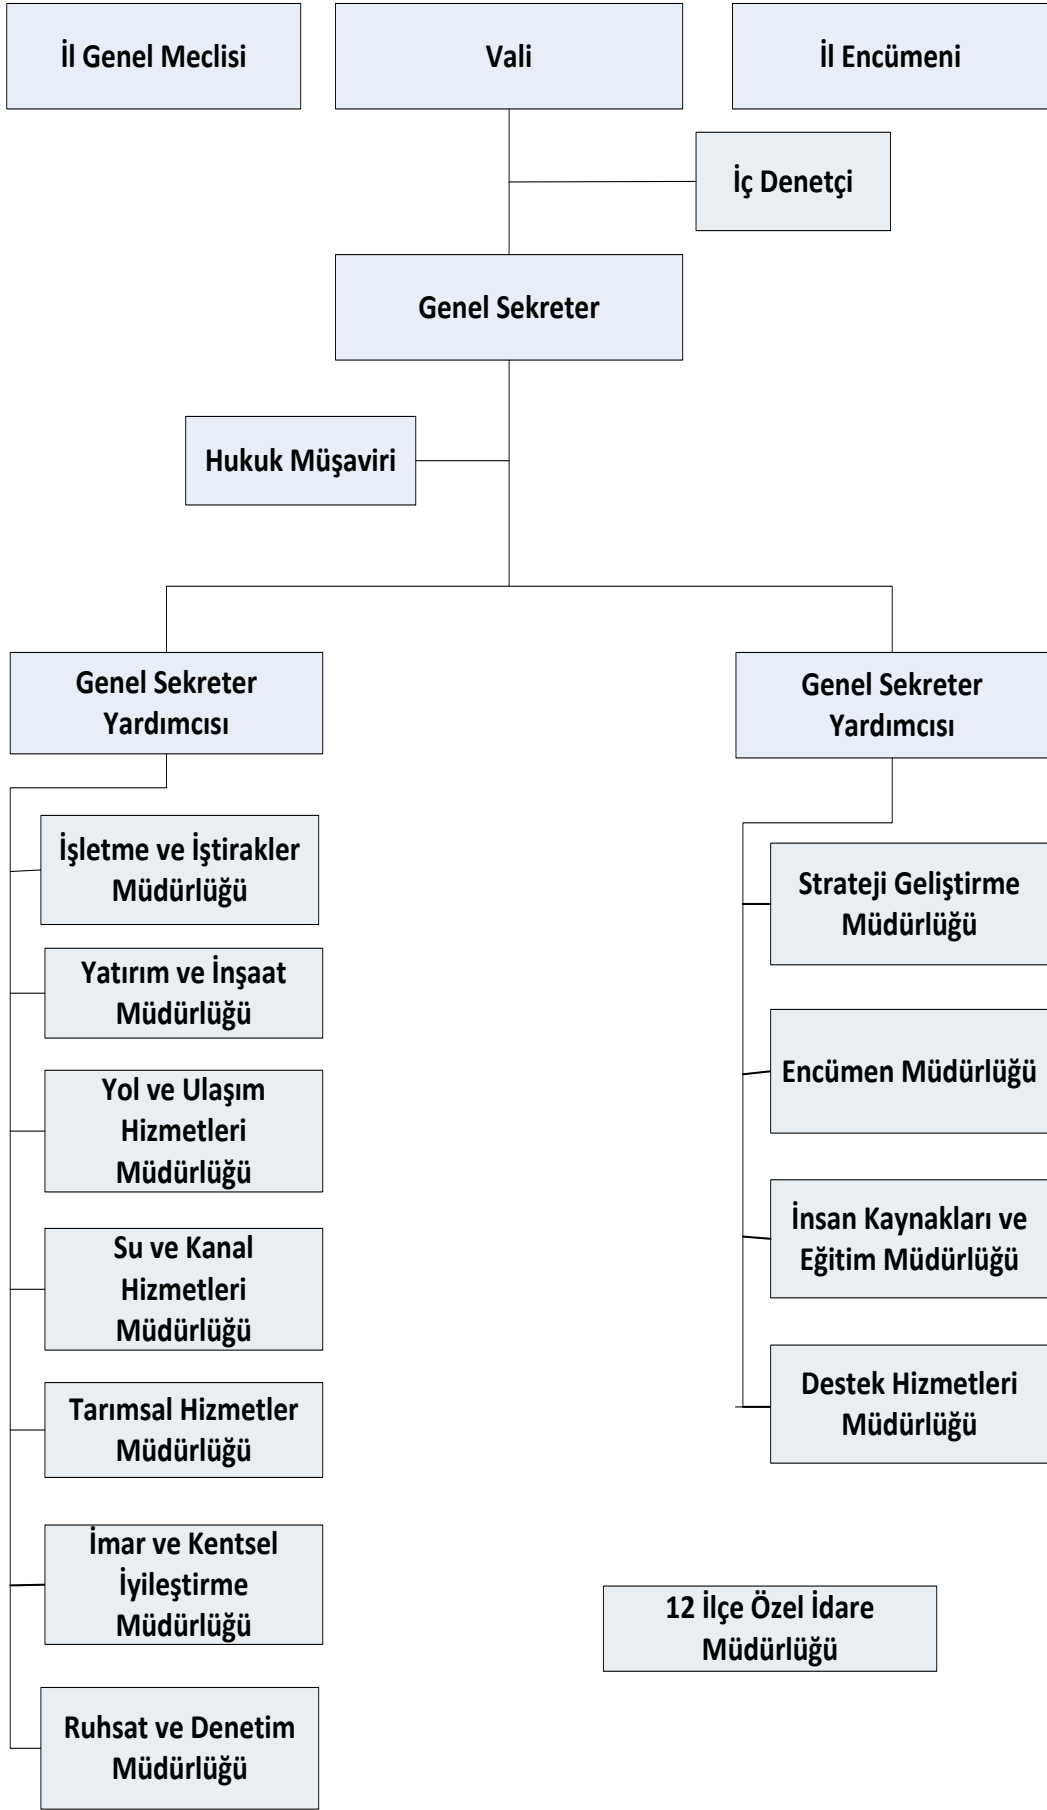 İl Genel Meclisi
Vali
İl Encümeni
İç Denetçi
Genel Sekreter
Hukuk Müşaviri
Genel Sekreter
Yardımcısı
Genel Sekreter
Yardımcısı
İşletme ve İştirakler
Müdürlüğü
Yatırım ve İnşaat
Müdürlüğü
Yol ve Ulaşım
Hizmetleri
Müdürlüğü
Su ve Kanal
Hizmetleri
Müdürlüğü
Tarımsal Hizmetler
Müdürlüğü
İmar ve Kentsel
İyileştirme
Müdürlüğü
Ruhsat ve Denetim
Müdürlüğü
Strateji Geliştirme
Müdürlüğü
Encümen Müdürlüğü
İnsan Kaynakları ve
Eğitim Müdürlüğü
Destek Hizmetleri
Müdürlüğü
12 İlçe Özel İdare
Müdürlüğü